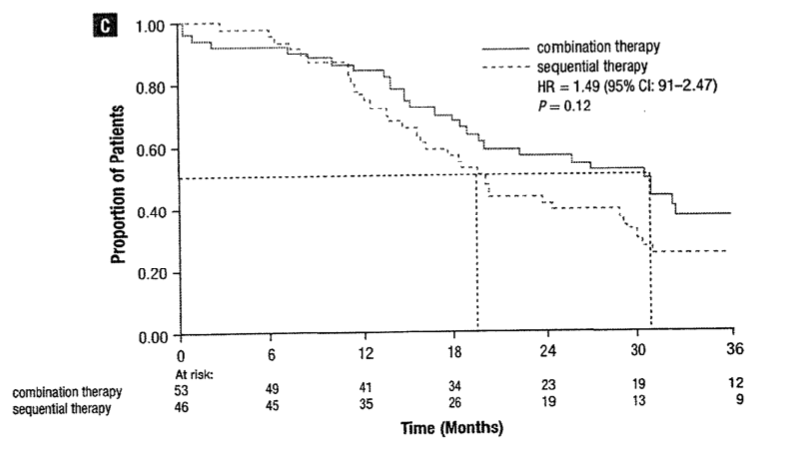 C
combination therapy
sequential therapy
HR = 1.49 (95% CI: 91–2.47)
P = 0.12
Proportion of Patients
1.00
0.80
0.60
0.40
0.20
0.00
0 6 12 18 24 30 36
At risk:
combination therapy 53 49 41 34 23 19 12
sequential therapy 46 45 35 26 19 13 9
Time (Months)